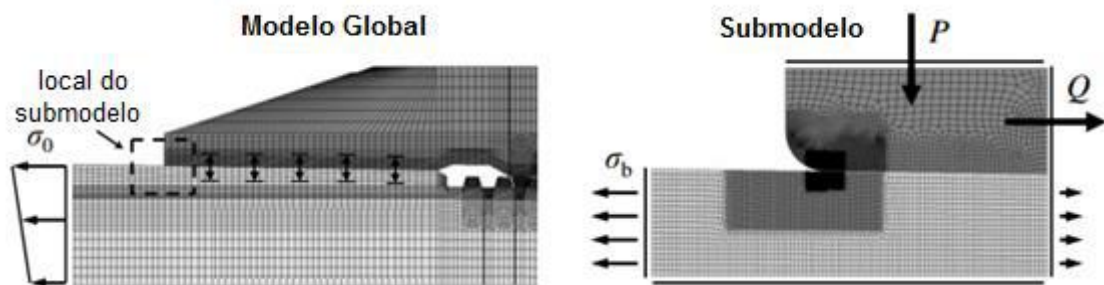 Modelo Global
local do
submodelo
σ₀
Submodelo
P
Q
σb